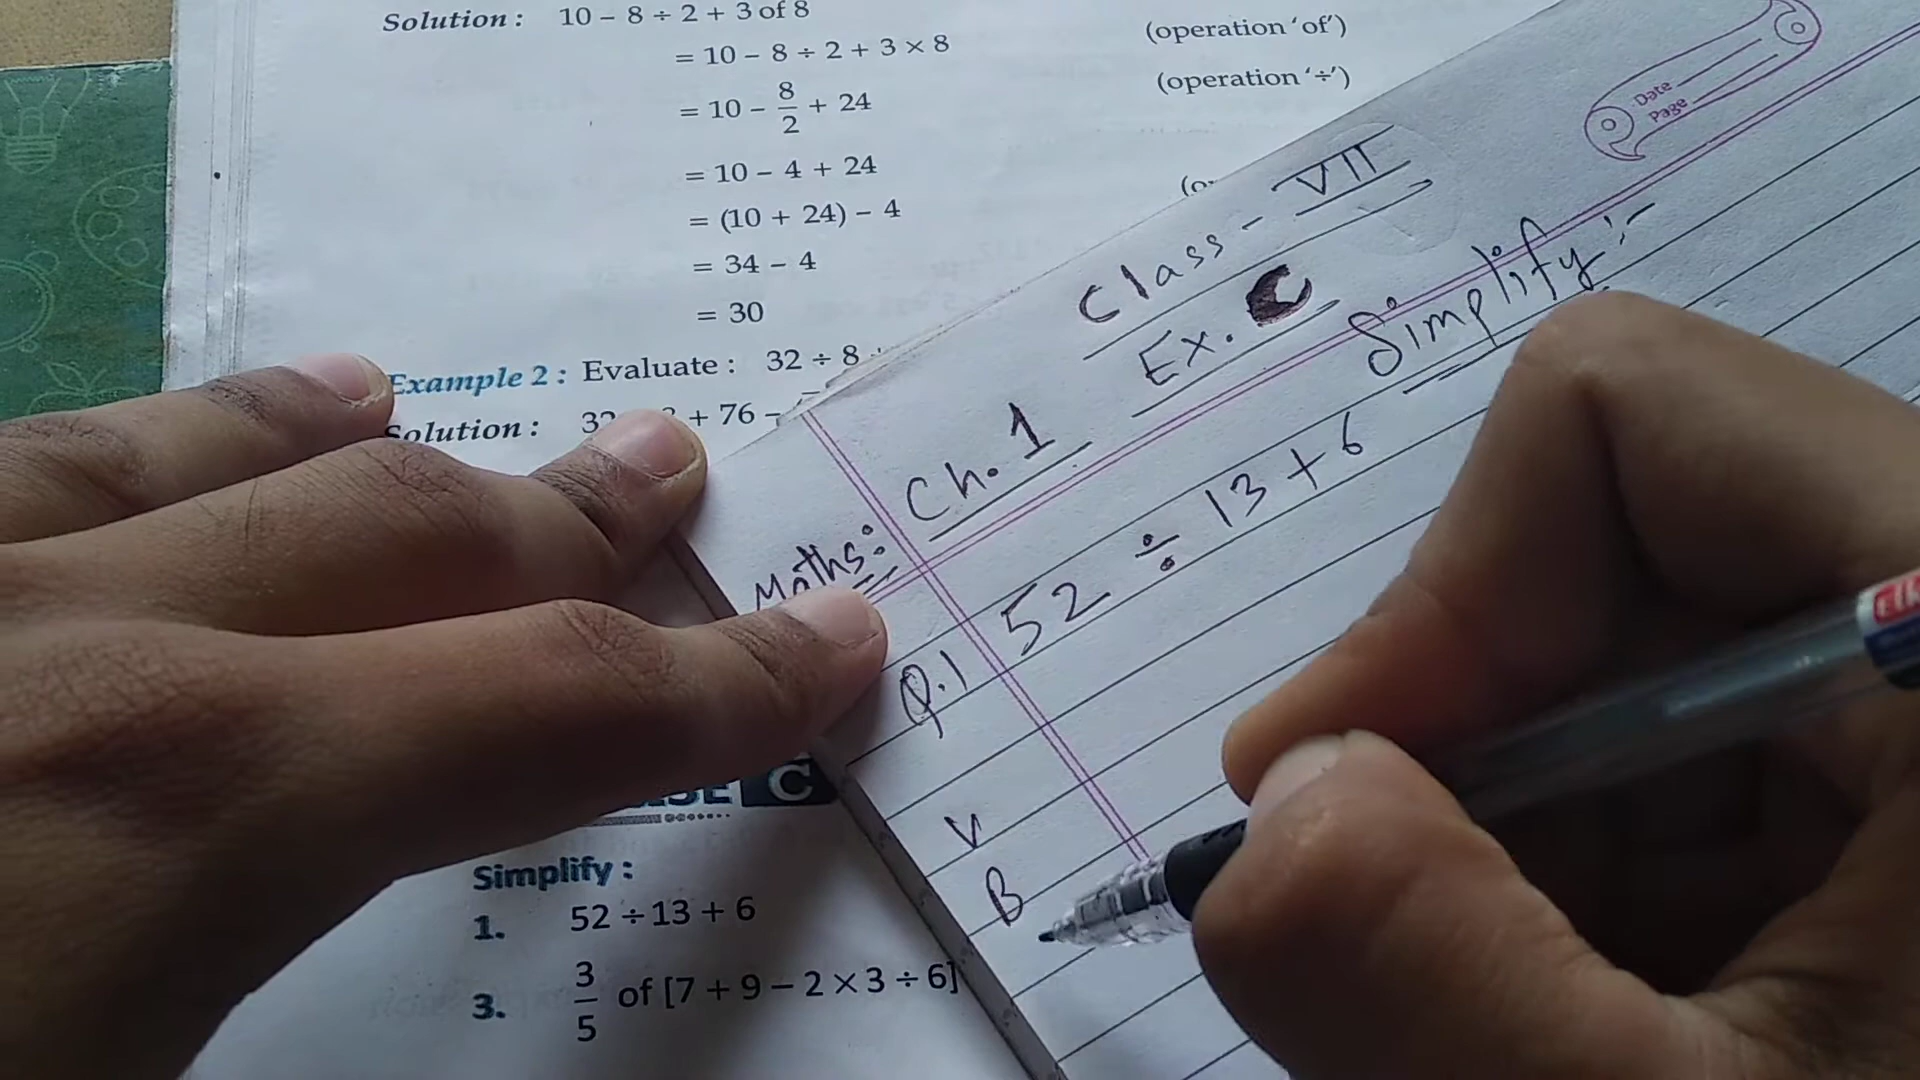 Solution : 10 – 8 ÷ 2 + 3 of 8
= 10 – 8 ÷ 2 + 3 × 8 (operation ‘of’)
= 10 – 8/2 + 24 (operation ‘÷’)
= 10 – 4 + 24
= (10 + 24) – 4
= 34 – 4
= 30
Example 2 : Evaluate : 32 ÷ 8
Solution : + 76 –
C
Simplify :
1. 52 ÷ 13 + 6
3. 3/5 of [7 + 9 – 2 × 3 ÷ 6]
Date
Page
Class - VII
Maths: Ch. 1 Ex. C Simplify :-
Q.1 52 ÷ 13 + 6
V
B